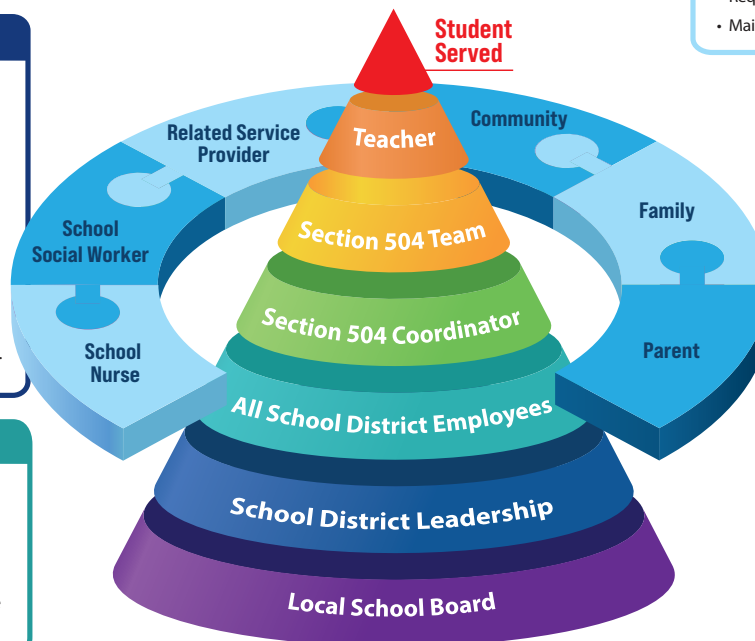 Student
Served
• Mai
Teacher
Related Service
Provider
Community
School
Social Worker
Family
Section 504 Team
Section 504 Coordinator
School
Nurse
Parent
All School District Employees
School District Leadership
Local School Board